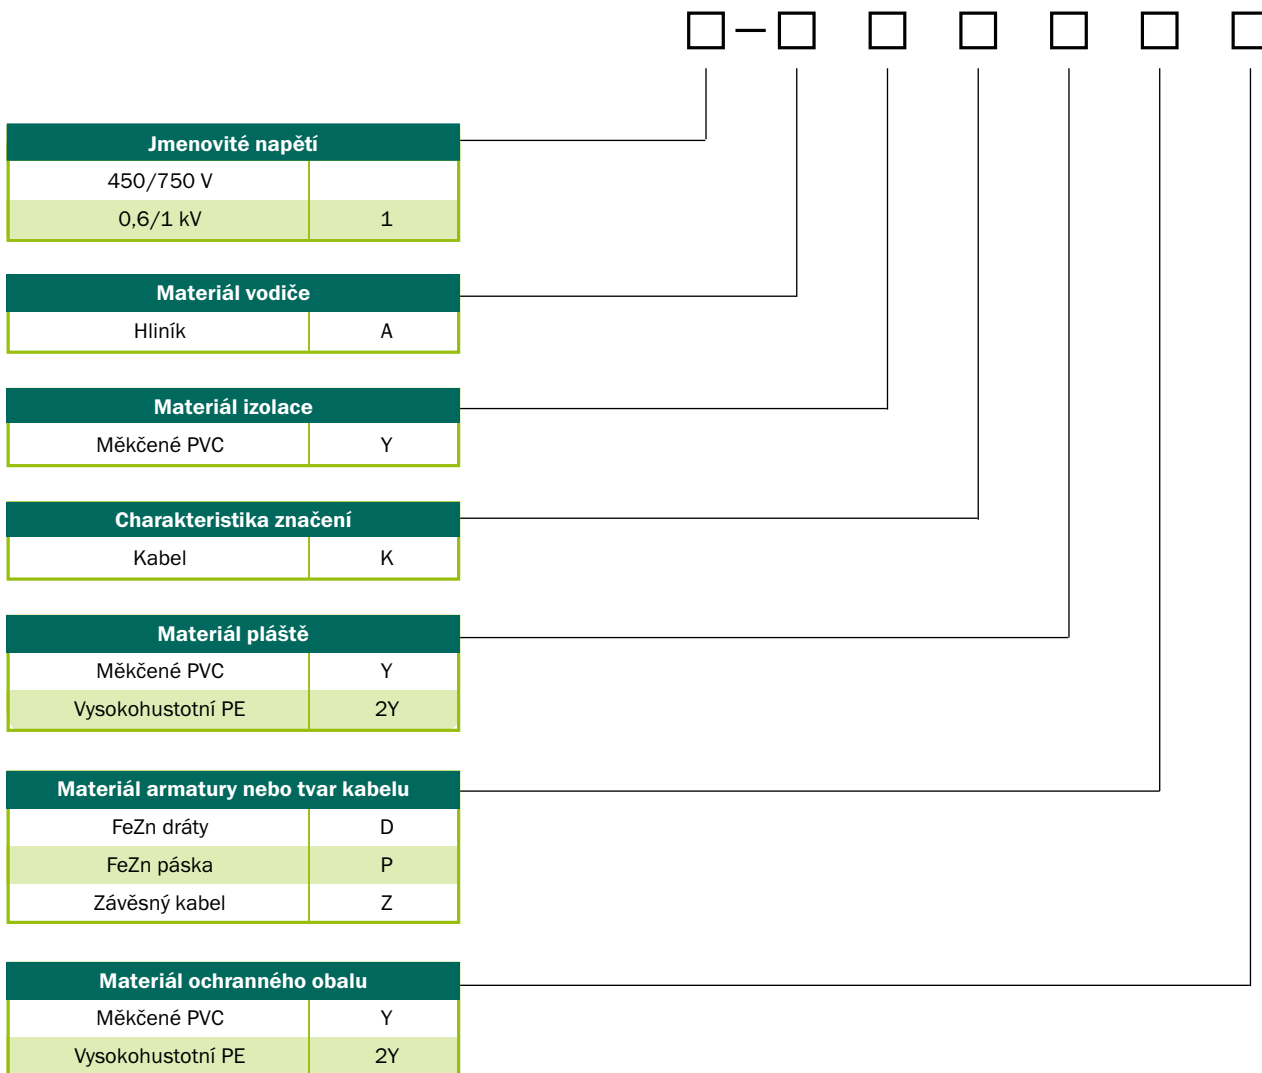 Jmenovité napětí
450/750 V
0,6/1 kV 1
Materiál vodiče
Hliník A
Materiál izolace
Měkčené PVC Y
Charakteristika značení
Kabel K
Materiál pláště
Měkčené PVC Y
Vysokohustotní PE 2Y
Materiál armatury nebo tvar kabelu
FeZn dráty D
FeZn páska P
Závěsný kabel Z
Materiál ochranného obalu
Měkčené PVC Y
Vysokohustotní PE 2Y